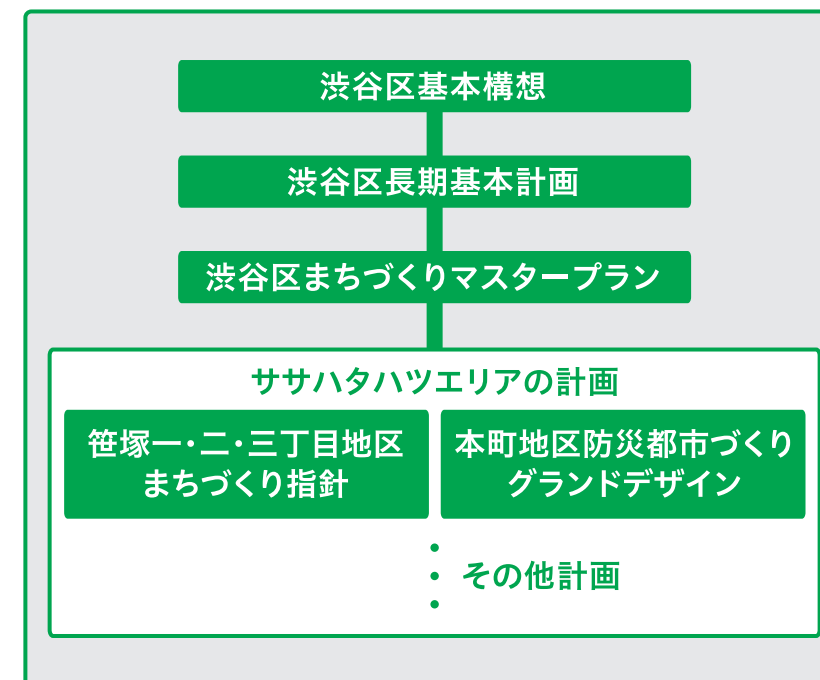 渋谷区基本構想
渋谷区長期基本計画
渋谷区まちづくりマスタープラン
ササハタハツエリアの計画
笹塚一・二・三丁目地区
まちづくり指針
本町地区防災都市づくり
グランドデザイン
その他計画